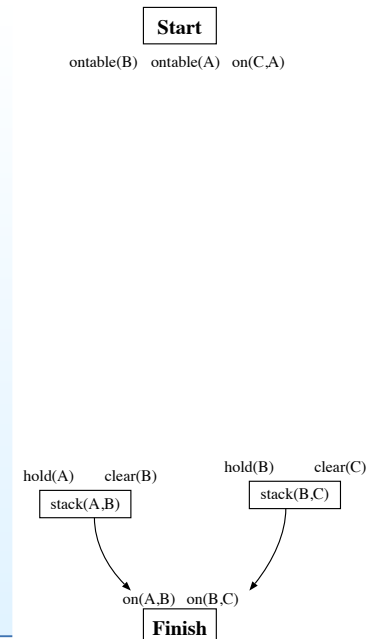 Start
ontable(B) ontable(A) on(C,A)
hold(A) clear(B)
hold(B) clear(C)
stack(A,B)
stack(B,C)
on(A,B) on(B,C)
Finish